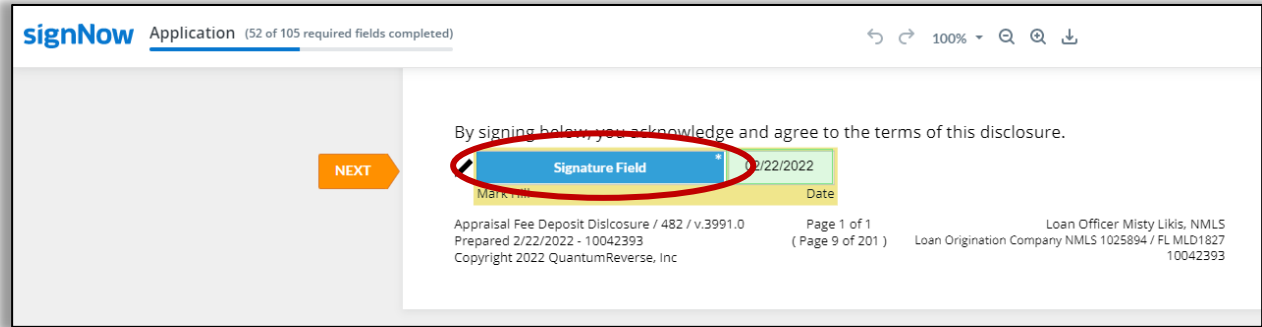 signNow Application (52 of 105 required fields completed) 100%
By signing below, you acknowledge and agree to the terms of this disclosure.
NEXT
Signature Field * 02/22/2022
Mark Hill Date
Appraisal Fee Deposit Dislcosure / 482 / v.3991.0 Page 1 of 1 Loan Officer Misty Likis, NMLS
Prepared 2/22/2022 - 10042393 ( Page 9 of 201 ) Loan Origination Company NMLS 1025894 / FL MLD1827
Copyright 2022 QuantumReverse, Inc 10042393